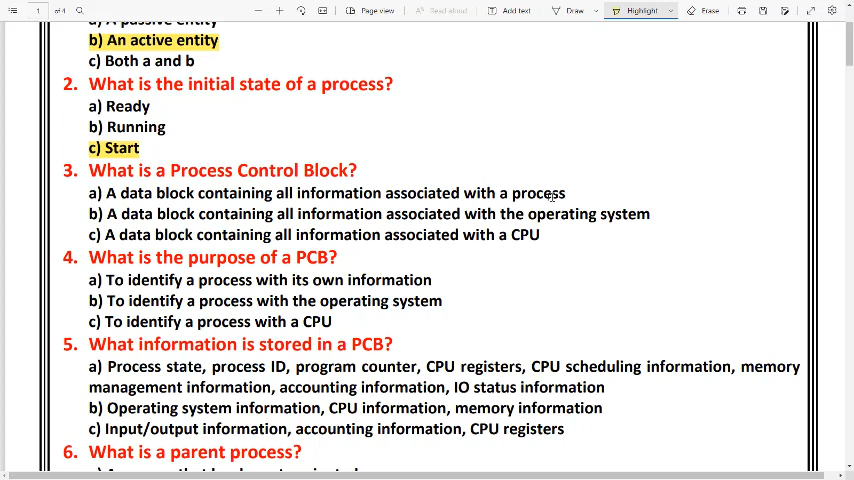 1 of 4 Page view Read aloud Add text Draw Highlight Erase
a) A passive entity
b) An active entity
c) Both a and b
2. What is the initial state of a process?
a) Ready
b) Running
c) Start
3. What is a Process Control Block?
a) A data block containing all information associated with a process
b) A data block containing all information associated with the operating system
c) A data block containing all information associated with a CPU
4. What is the purpose of a PCB?
a) To identify a process with its own information
b) To identify a process with the operating system
c) To identify a process with a CPU
5. What information is stored in a PCB?
a) Process state, process ID, program counter, CPU registers, CPU scheduling information, memory
management information, accounting information, IO status information
b) Operating system information, CPU information, memory information
c) Input/output information, accounting information, CPU registers
6. What is a parent process?